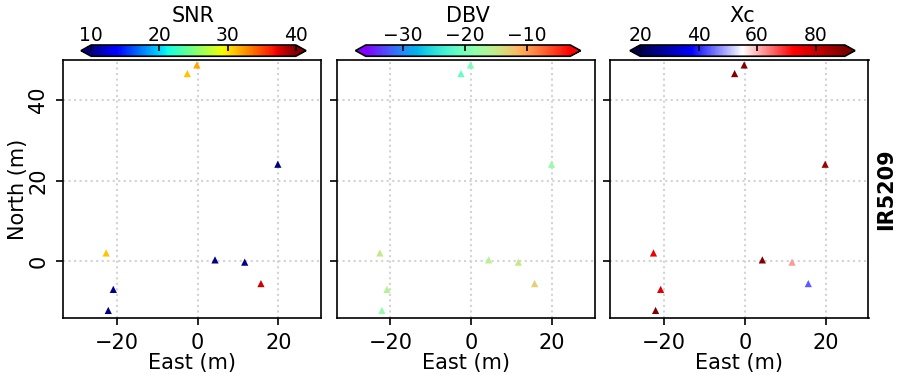 SNR DBV Xc
10 20 30 40 −30 −20 −10 20 40 60 80
40
20
0
North (m)
IR5209
−20 0 20 −20 0 20 −20 0 20
East (m) East (m) East (m)